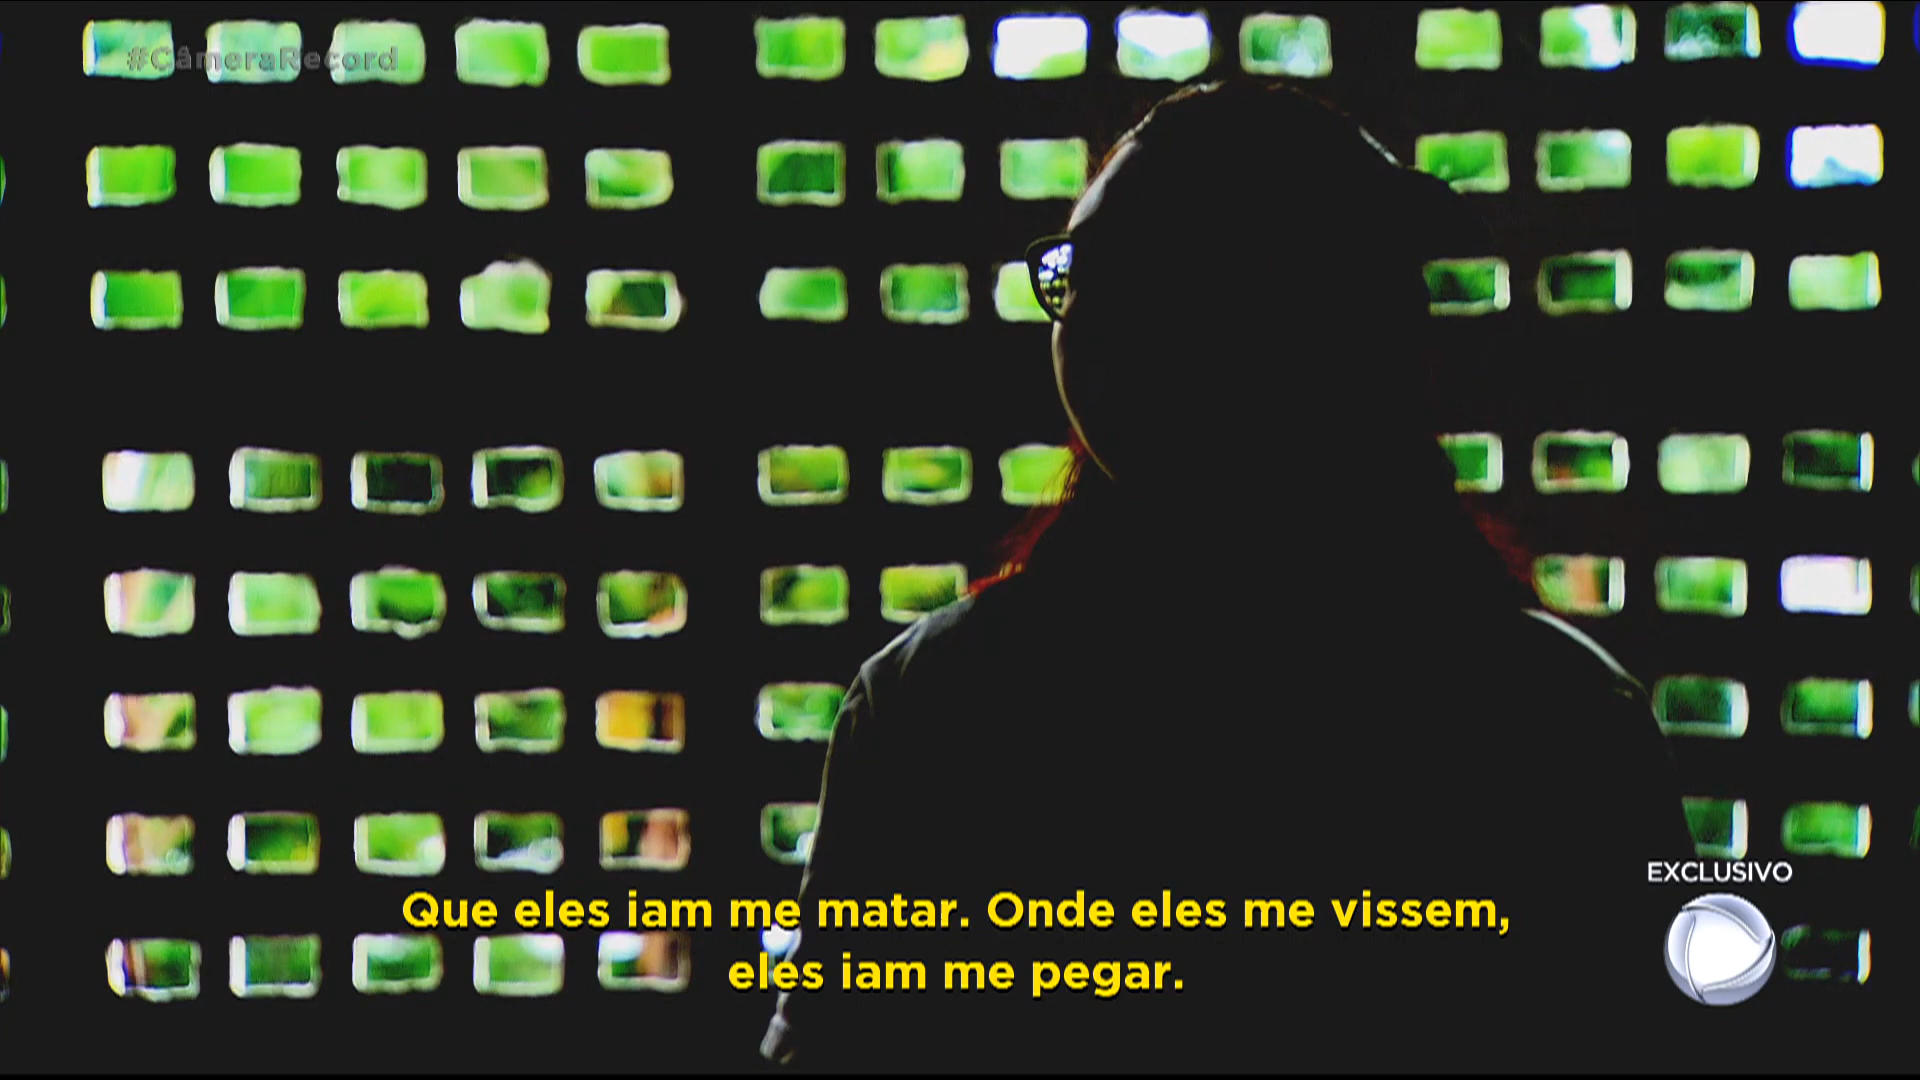 #CâmeraRecord
EXCLUSIVO
Que eles iam me matar. Onde eles me vissem,
eles iam me pegar.